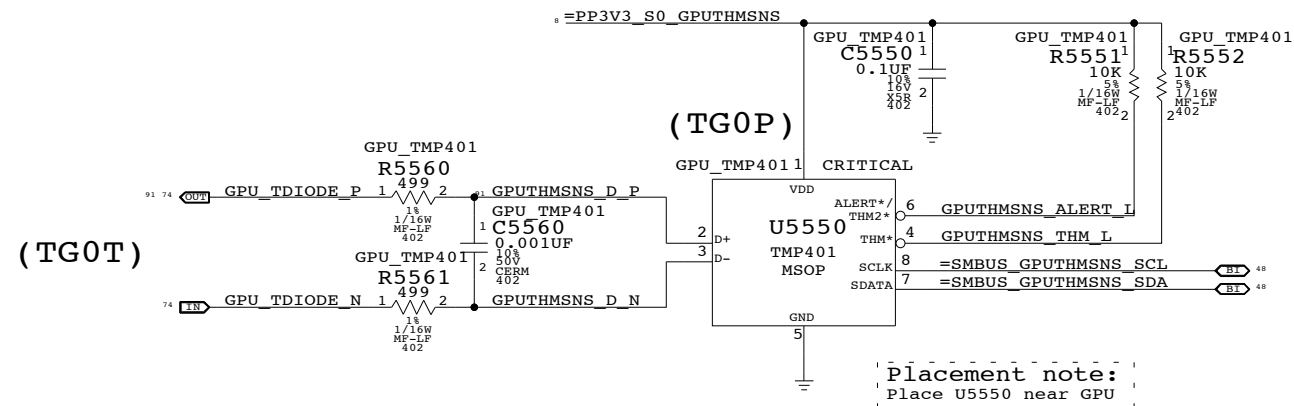 8 =PP3V3_S0_GPUTHMSNS
GPU_TMP401
C5550
1
0.1UF
10%
16V
X5R
402
2
GPU_TMP401
R5551
1
10K
5%
1/16W
MF-LF
402
2
GPU_TMP401
R5552
1
10K
5%
1/16W
MF-LF
402
2
(TG0P)
GPU_TMP401
R5560
499
1%
1/16W
MF-LF
402
91 74 OUT GPU_TDIODE_P 1 2 91 GPUTHMSNS_D_P
GPU_TMP401
C5560
1
0.001UF
10%
50V
CERM
402
2
(TG0T)
GPU_TMP401
R5561
499
74 IN GPU_TDIODE_N 1 2 GPUTHMSNS_D_N
1%
1/16W
MF-LF
402
GPU_TMP401 1 CRITICAL
VDD
U5550
TMP401
MSOP
2 D+
3 D-
ALERT*/
THM2* 6 GPUTHMSNS_ALERT_L
THM* 4 GPUTHMSNS_THM_L
SCLK 8 =SMBUS_GPUTHMSNS_SCL BI 48
SDATA 7 =SMBUS_GPUTHMSNS_SDA BI 48
GND
5
Placement note:
Place U5550 near GPU